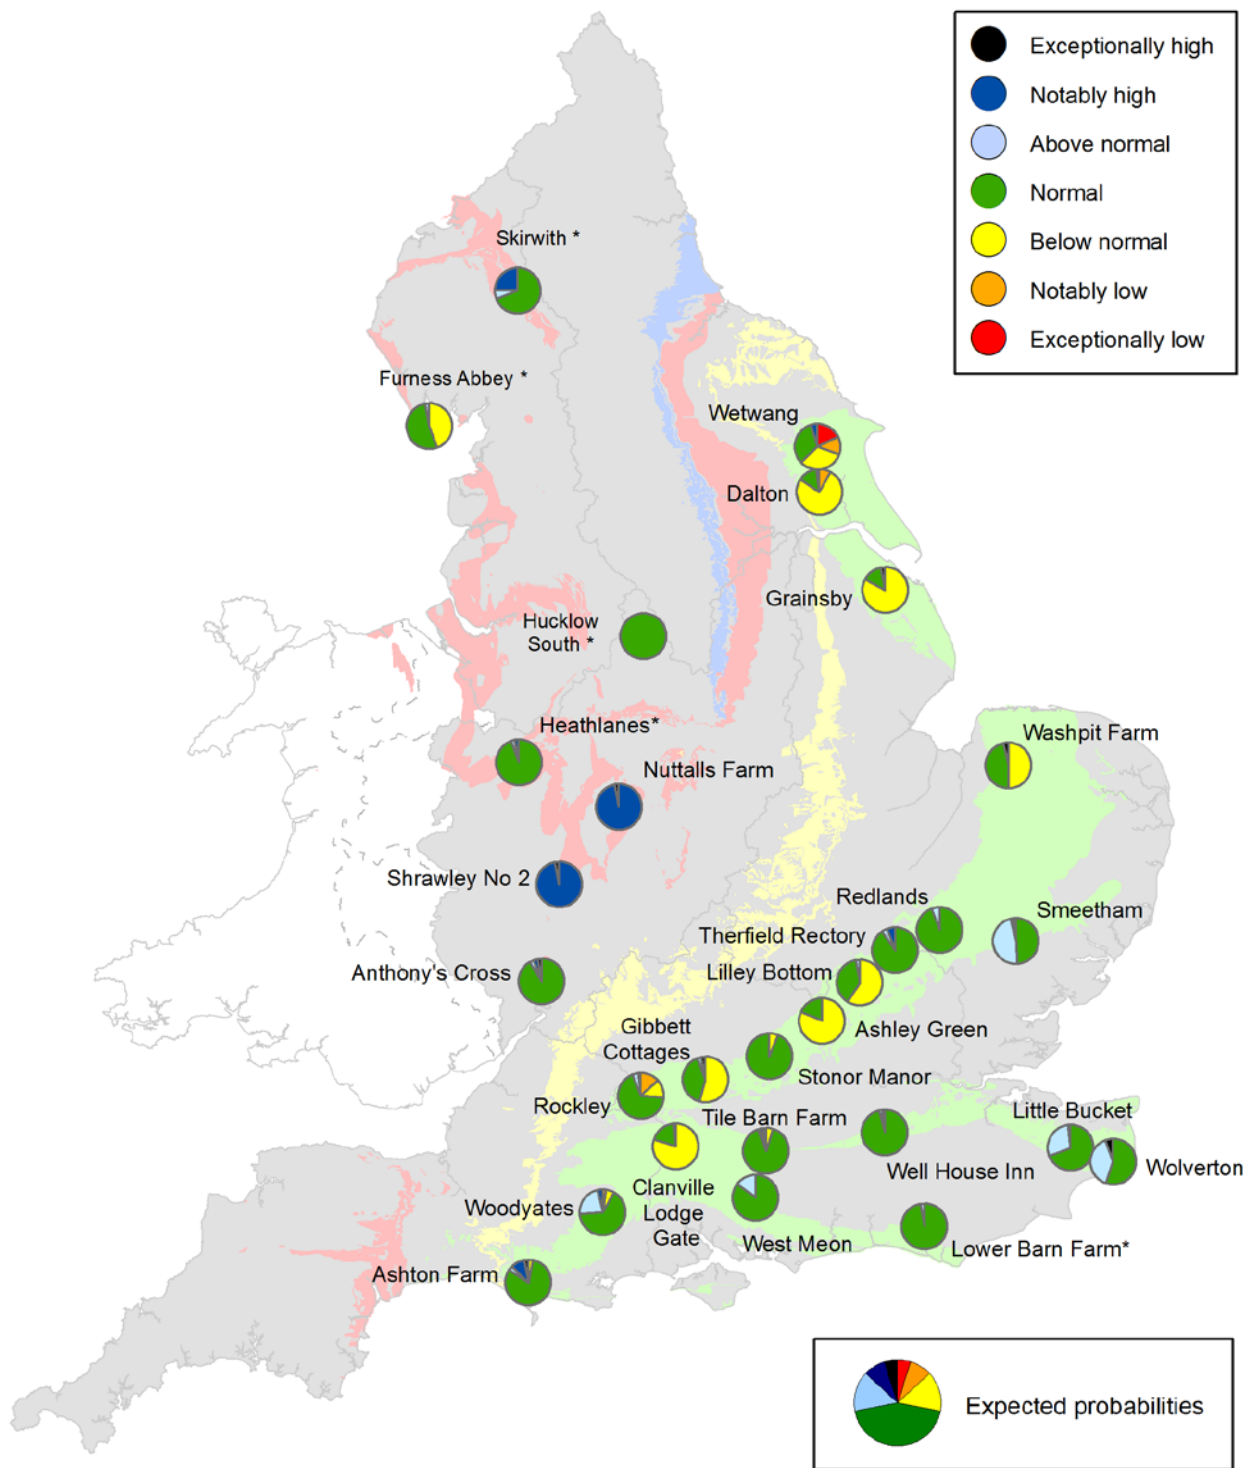 Exceptionally high
Notably high
Above normal
Normal
Below normal
Notably low
Exceptionally low
Skirwith *
Furness Abbey *
Wetwang
Dalton
Grainsby
Hucklow
South *
Heathlanes*
Washpit Farm
Nuttalls Farm
Shrawley No 2
Redlands
Smeetham
Therfield Rectory
Anthony's Cross
Lilley Bottom
Gibbett
Cottages
Ashley Green
Stonor Manor
Rockley
Tile Barn Farm
Little Bucket
Well House Inn
Wolverton
Woodyates
Clanville
Lodge
Gate
West Meon
Lower Barn Farm*
Ashton Farm
Expected probabilities